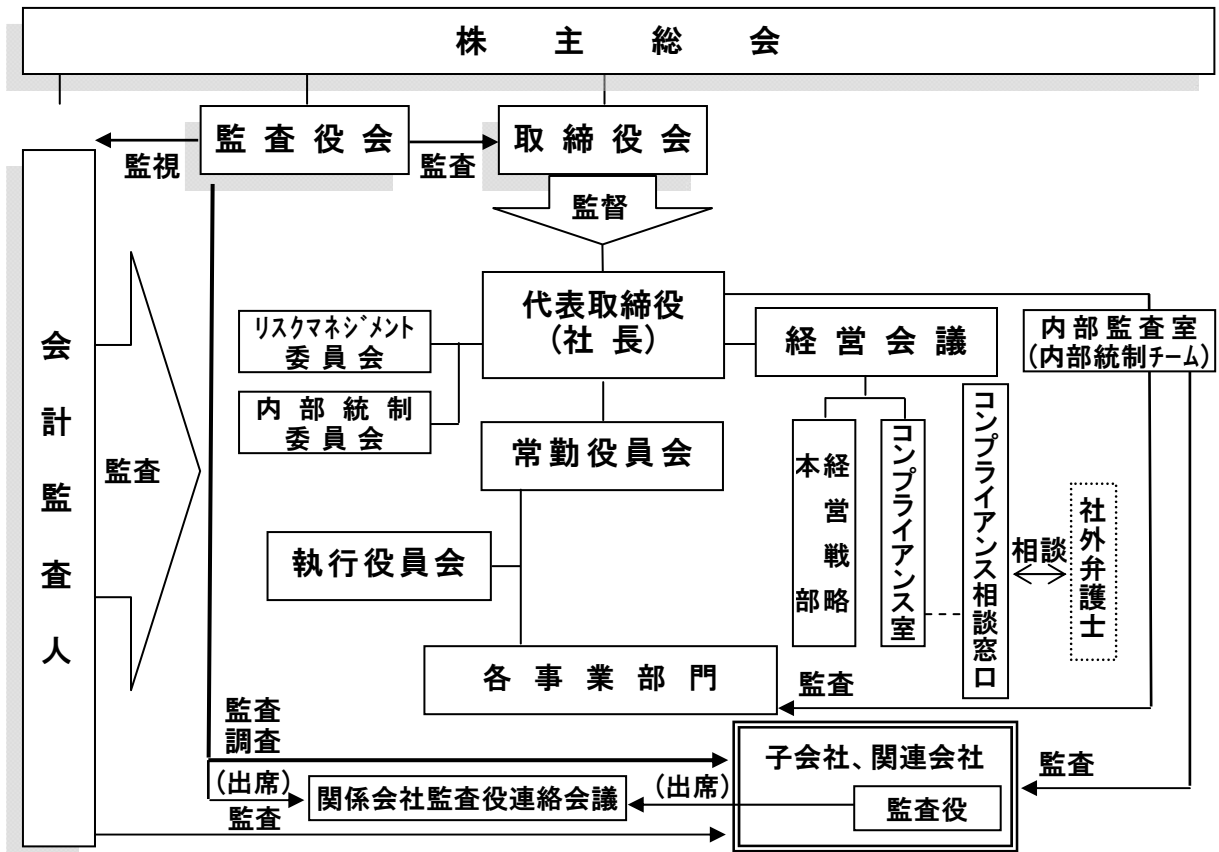 株主総会
監査役会
取締役会
監視
監査
監督
代表取締役
(社長)
リスクマネジメント
委員会
内部統制
委員会
経営会議
内部監査室
(内部統制チーム)
会計監査人
監査
常勤役員会
執行役員会
経営戦略
本部
コンプライアンス室
コンプライアンス相談窓口
相談
社外弁護士
各事業部門
監査
監査
調査
子会社、関連会社
監査
(出席)
関係会社監査役連絡会議
(出席)
監査役
監査